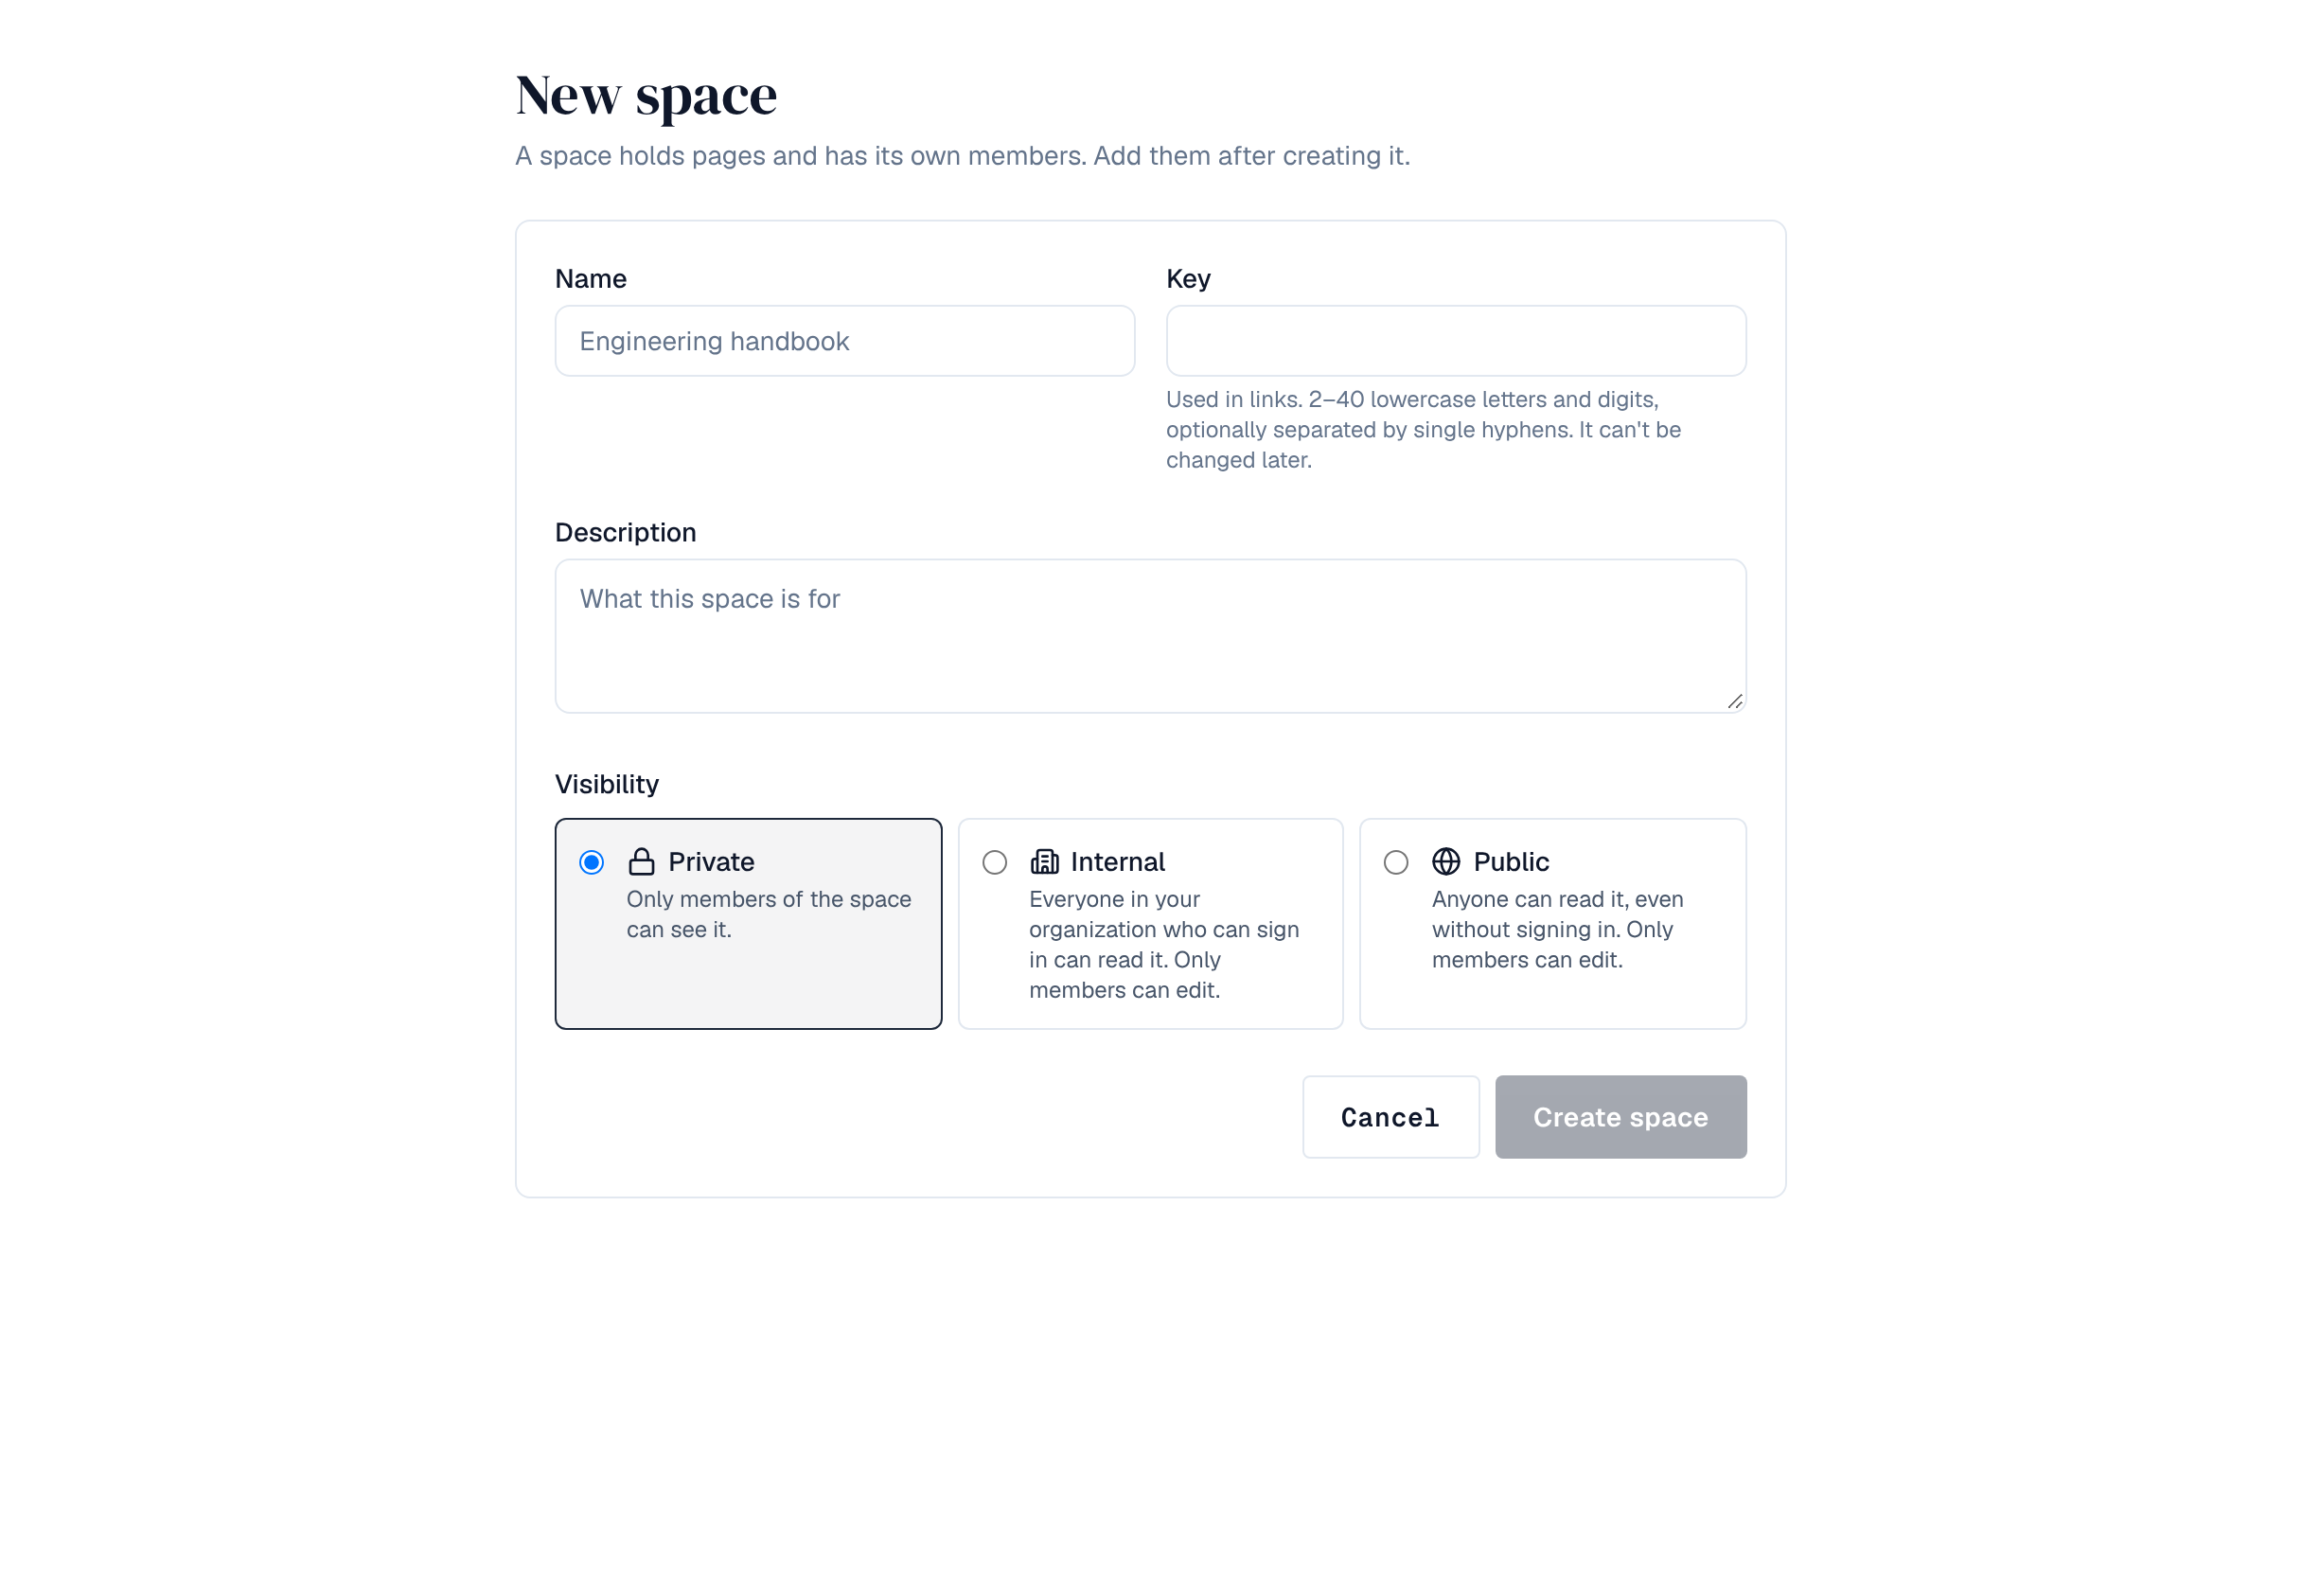 New space
A space holds pages and has its own members. Add them after creating it.
Name
Engineering handbook
Key
Used in links. 2–40 lowercase letters and digits,
optionally separated by single hyphens. It can't be
changed later.
Description
What this space is for
Visibility
Private
Only members of the space
can see it.
Internal
Everyone in your
organization who can sign
in can read it. Only
members can edit.
Public
Anyone can read it, even
without signing in. Only
members can edit.
Cancel
Create space